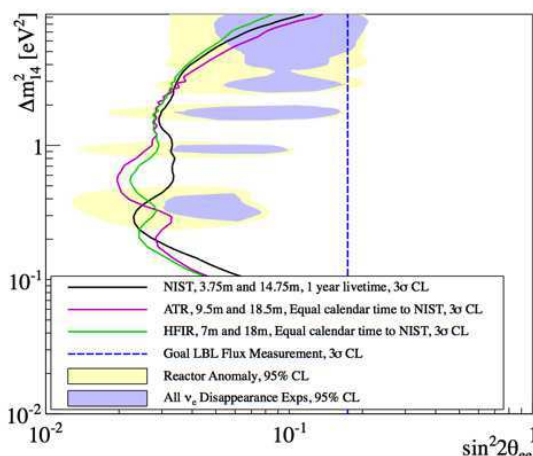 Δm²₁₄ [eV²]
1
10⁻¹
NIST, 3.75m and 14.75m, 1 year livetime, 3σ CL
ATR, 9.5m and 18.5m, Equal calendar time to NIST, 3σ CL
HFIR, 7m and 18m, Equal calendar time to NIST, 3σ CL
Goal LBL Flux Measurement, 3σ CL
Reactor Anomaly, 95% CL
All νₑ Disappearance Exps, 95% CL
10⁻²
10⁻² 10⁻¹ 1
sin²2θₑₑ